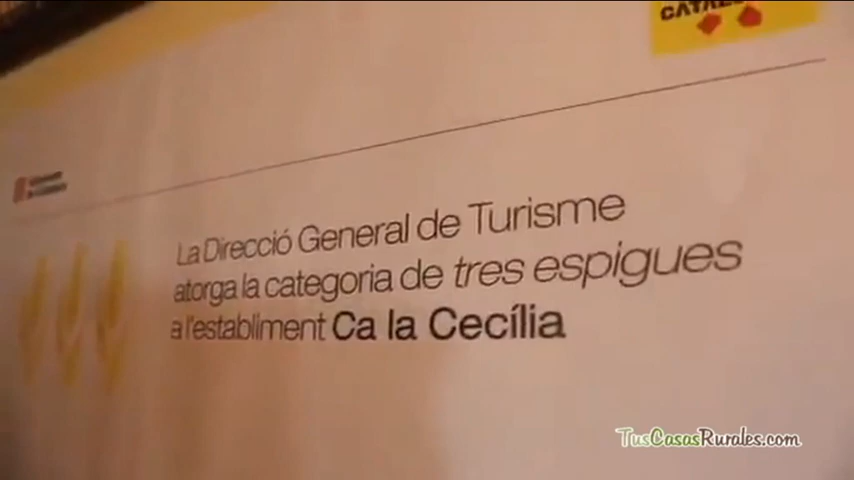 La Direcció General de Turisme
atorga la categoria de tres espigues
a l'establiment Ca la Cecília
TusCasasRurales.com